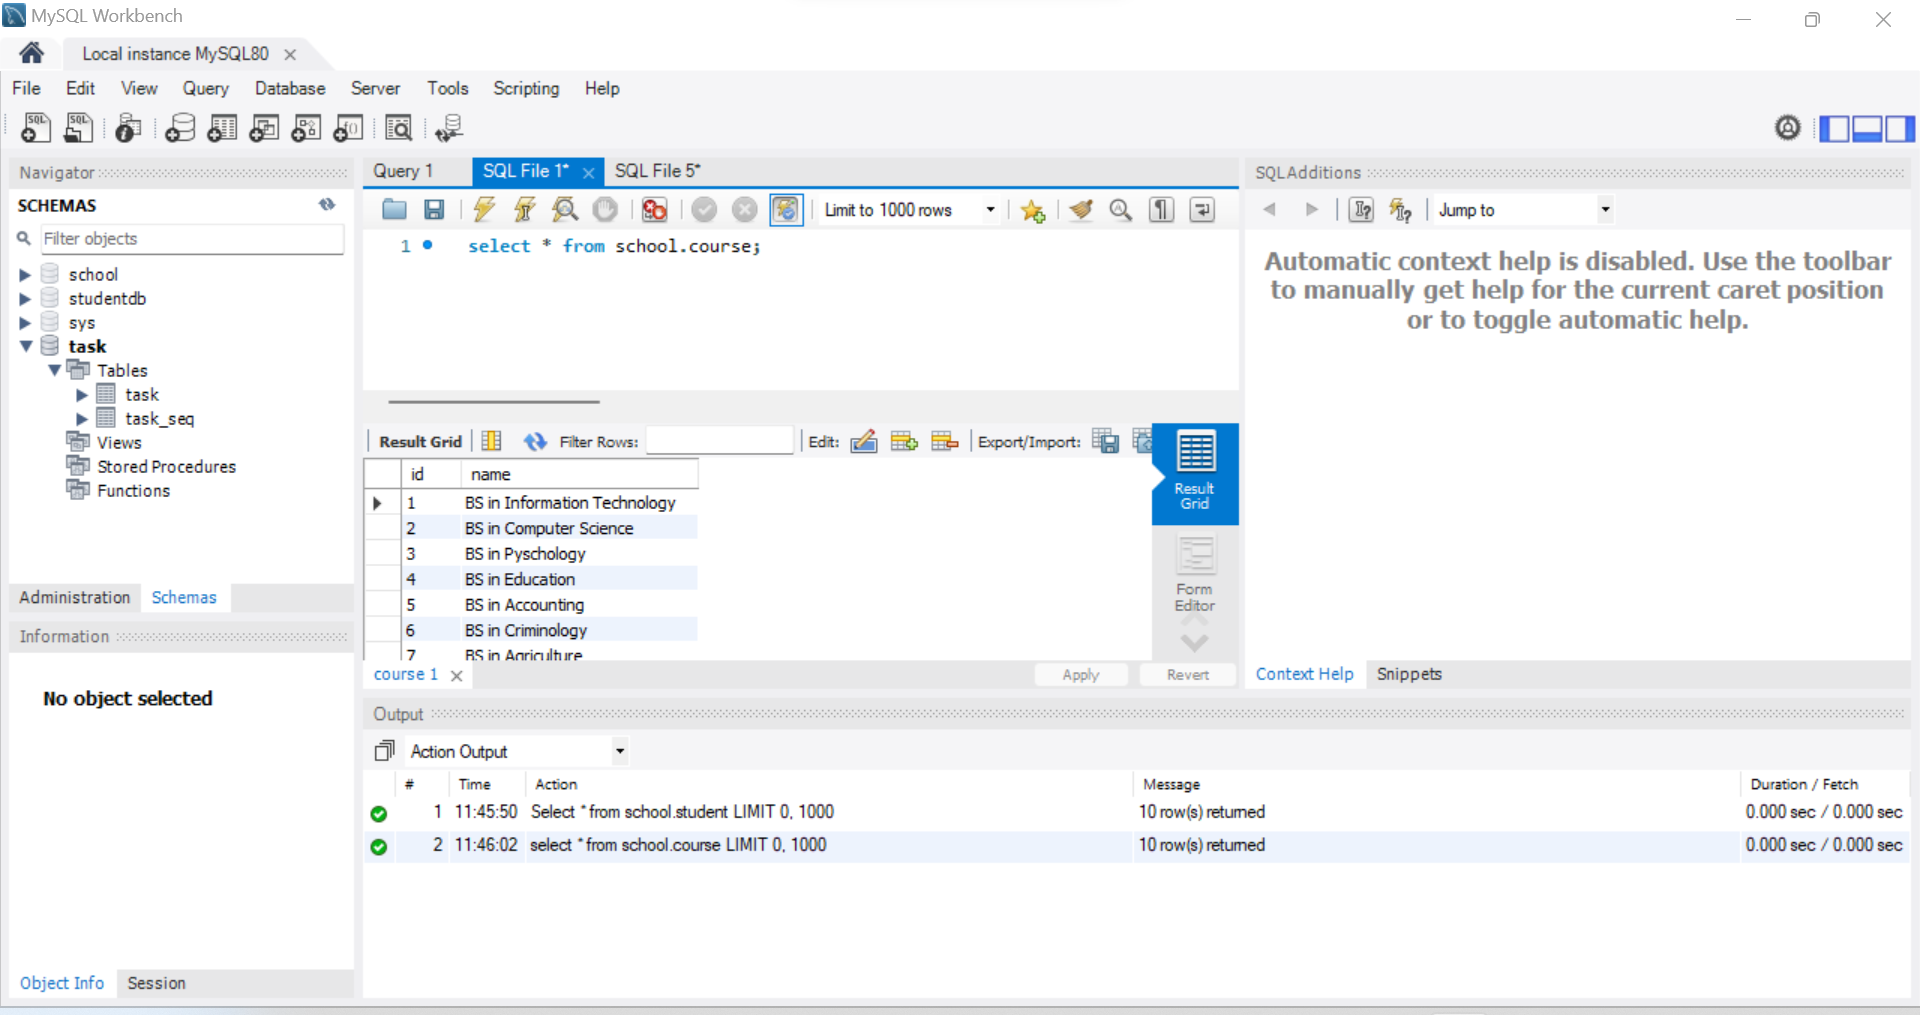 MySQL Workbench
Local instance MySQL80
File Edit View Query Database Server Tools Scripting Help
Navigator
SCHEMAS
Filter objects
school
studentdb
sys
task
Tables
task
task_seq
Views
Stored Procedures
Functions
Administration Schemas
Information
No object selected
Object Info Session
Query 1 SQL File 1* SQL File 5*
Limit to 1000 rows
1 select * from school.course;
Result Grid Filter Rows: Edit: Export/Import:
id name
1 BS in Information Technology
2 BS in Computer Science
3 BS in Pyschology
4 BS in Education
5 BS in Accounting
6 BS in Criminology
7 BS in Agriculture
Result
Grid
Form
Editor
course 1 Apply Revert
SQLAdditions
Jump to
Automatic context help is disabled. Use the toolbar
to manually get help for the current caret position
or to toggle automatic help.
Context Help Snippets
Output
Action Output
# Time Action Message Duration / Fetch
1 11:45:50 Select * from school.student LIMIT 0, 1000 10 row(s) returned 0.000 sec / 0.000 sec
2 11:46:02 select * from school.course LIMIT 0, 1000 10 row(s) returned 0.000 sec / 0.000 sec